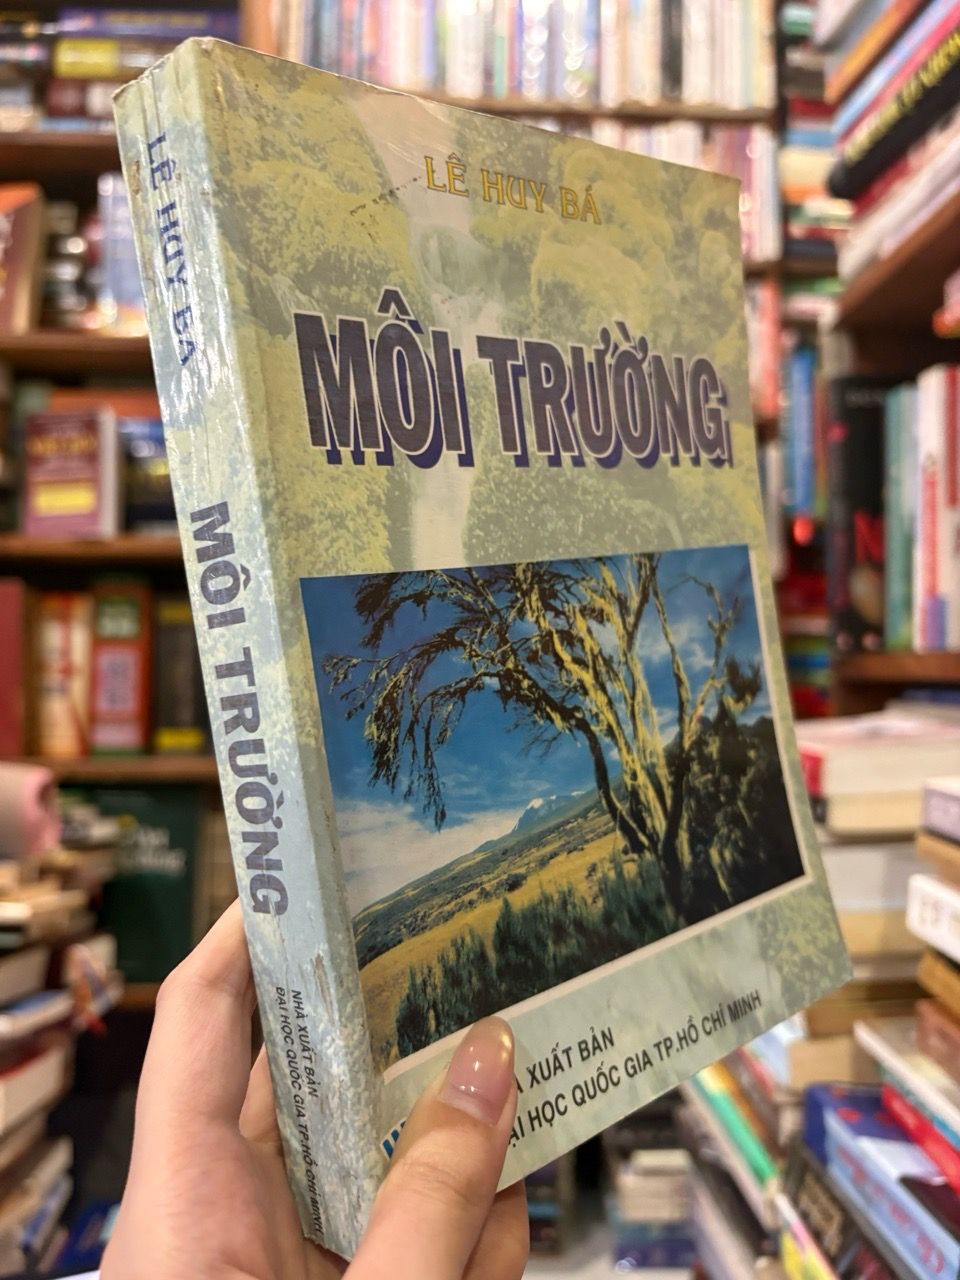 LÊ HUY BÁ
MÔI TRƯỜNG
XUẤT BẢN
ĐẠI HỌC QUỐC GIA TP.HỒ CHÍ MINH
LÊ HUY BÁ
MÔI TRƯỜNG
NHÀ XUẤT BẢN
ĐẠI HỌC QUỐC GIA TP.HỒ CHÍ MINH